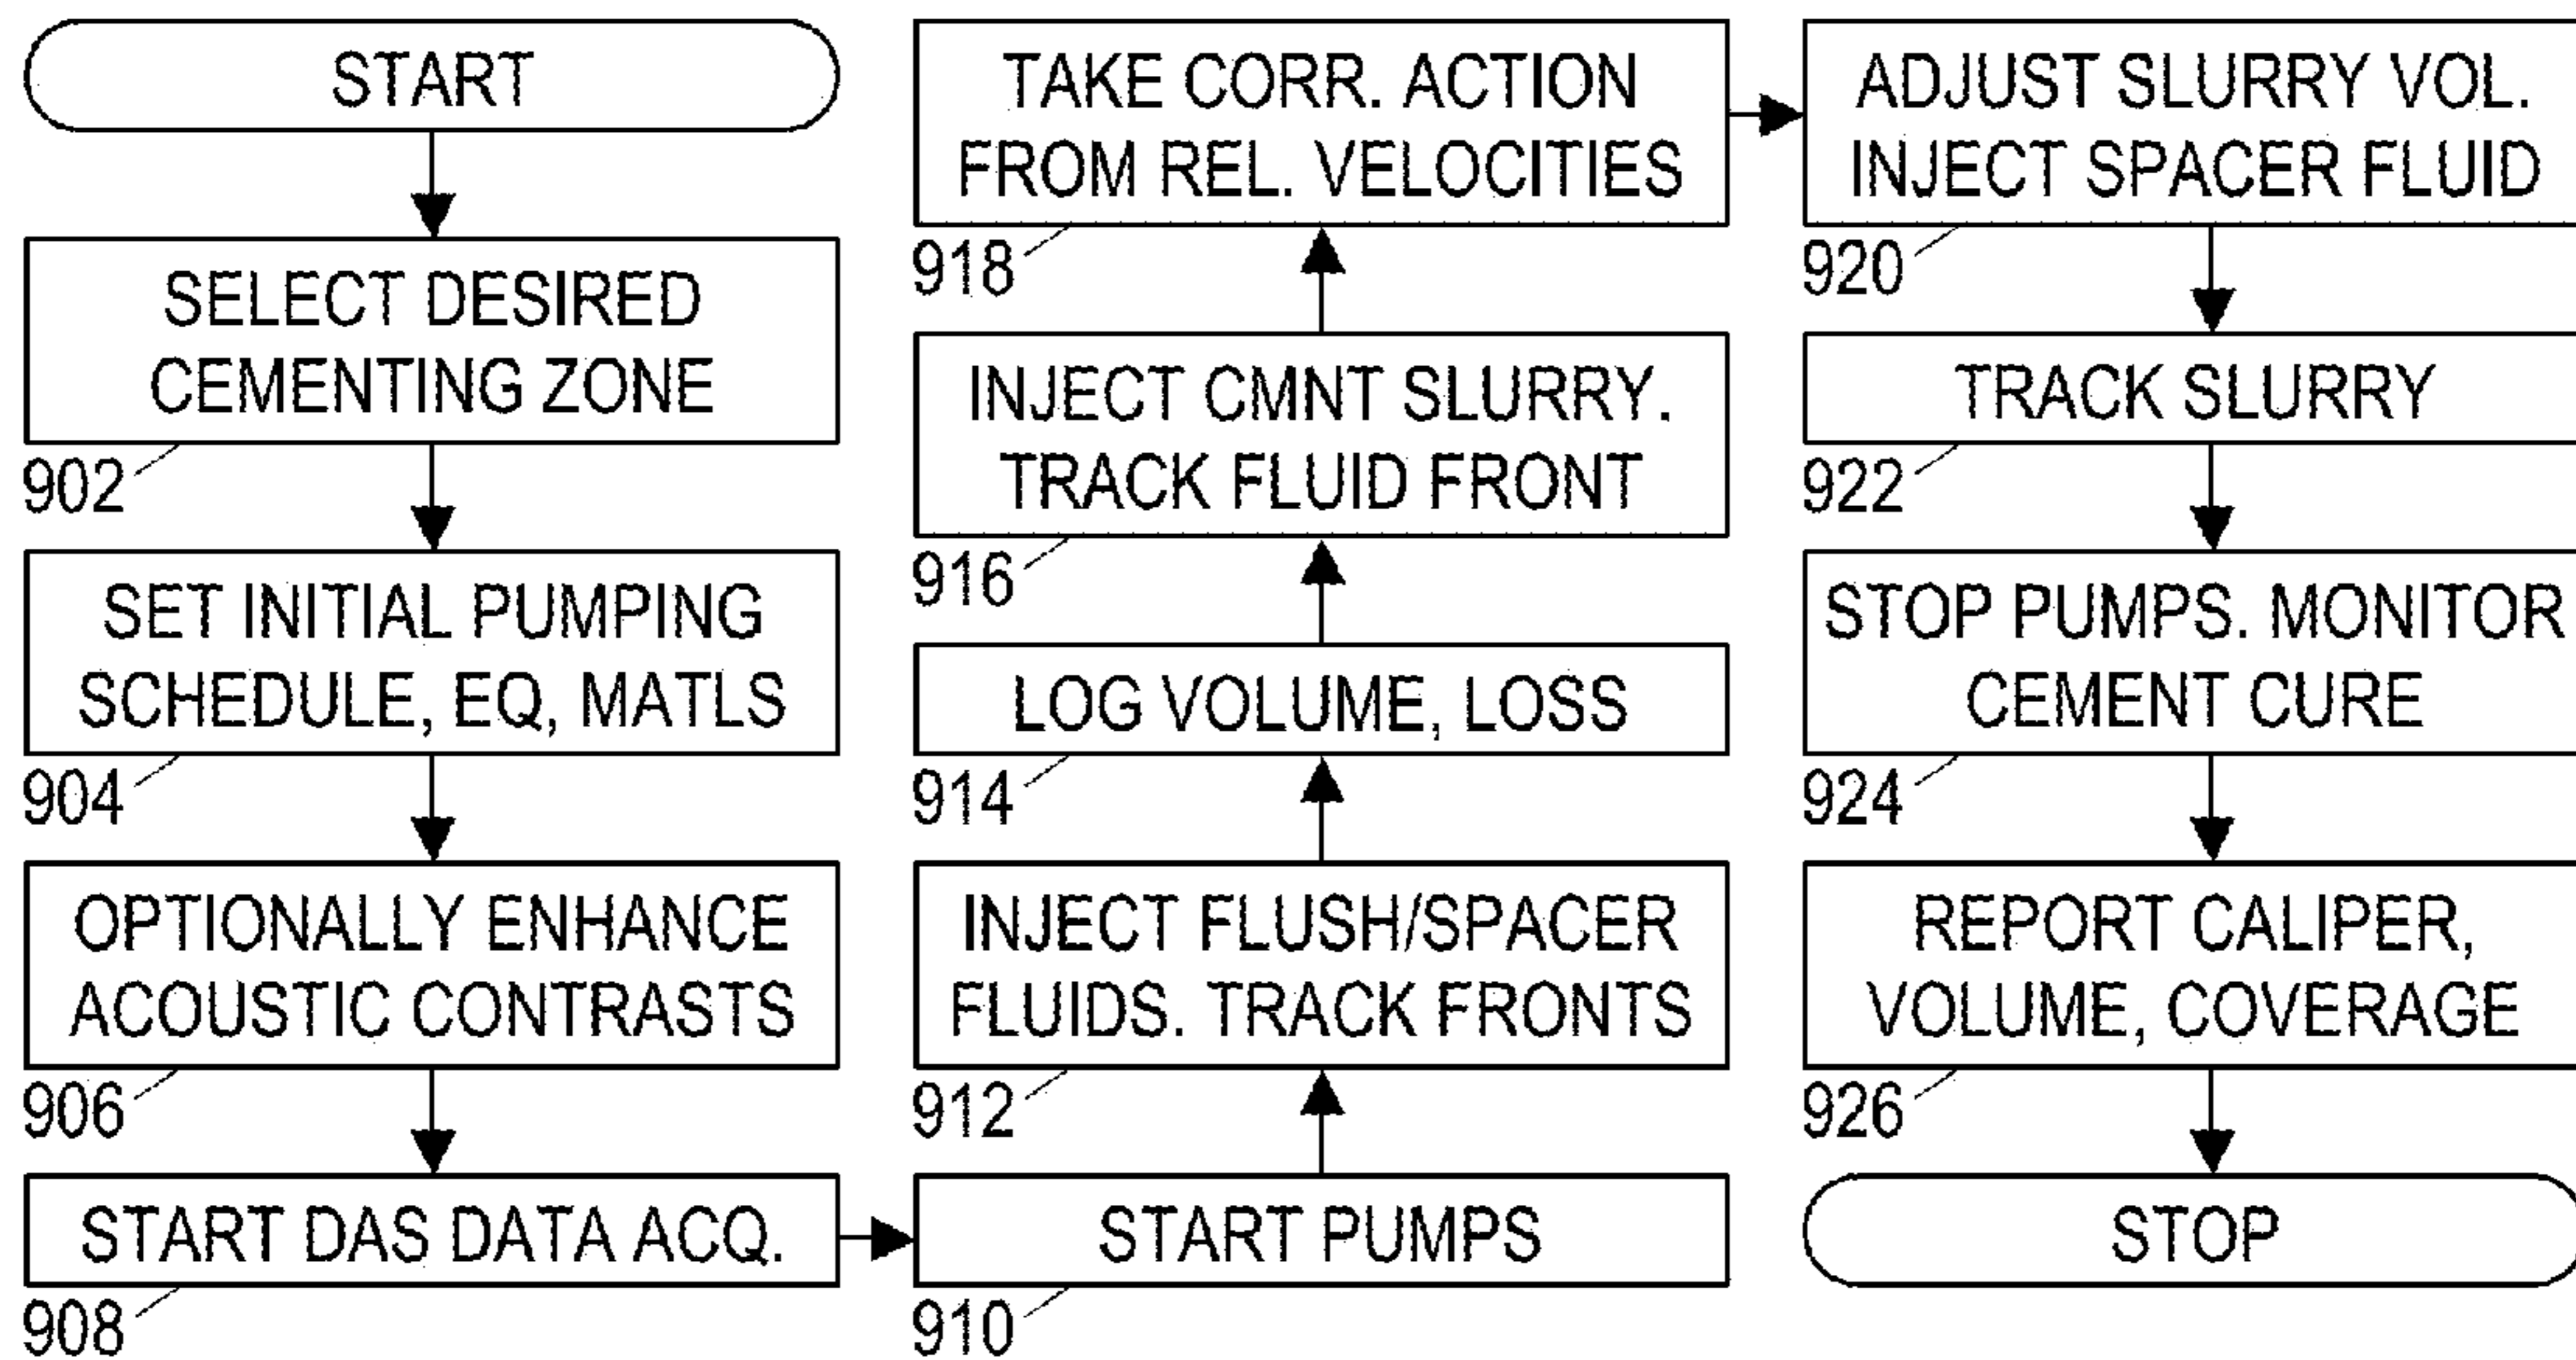 START
SELECT DESIRED
CEMENTING ZONE
902
SET INITIAL PUMPING
SCHEDULE, EQ, MATLS
904
OPTIONALLY ENHANCE
ACOUSTIC CONTRASTS
906
START DAS DATA ACQ.
908
START PUMPS
910
INJECT FLUSH/SPACER
FLUIDS. TRACK FRONTS
912
LOG VOLUME, LOSS
914
INJECT CMNT SLURRY.
TRACK FLUID FRONT
916
TAKE CORR. ACTION
FROM REL. VELOCITIES
918
ADJUST SLURRY VOL.
INJECT SPACER FLUID
920
TRACK SLURRY
922
STOP PUMPS. MONITOR
CEMENT CURE
924
REPORT CALIPER,
VOLUME, COVERAGE
926
STOP